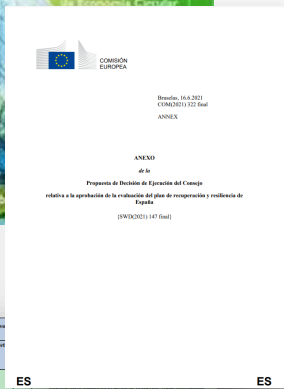 Economía Circular
COMISIÓN
EUROPEA
Bruselas, 16.6.2021
COM(2021) 322 final
ANNEX
ANEXO
de la
Propuesta de Decisión de Ejecución del Consejo
relativa a la aprobación de la evaluación del plan de recuperación y resiliencia de
España
{SWD(2021) 147 final}
ES
ES